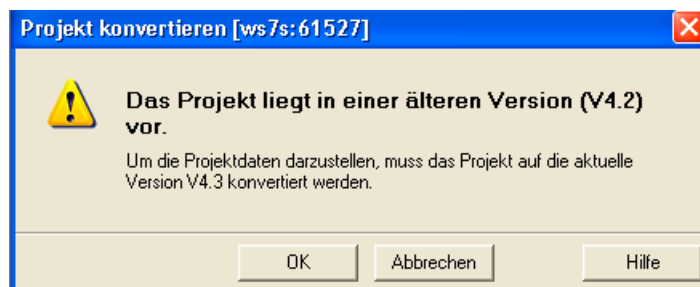 Projekt konvertieren [ws7s:61527]
Das Projekt liegt in einer älteren Version (V4.2)
vor.
Um die Projektdaten darzustellen, muss das Projekt auf die aktuelle
Version V4.3 konvertiert werden.
OK Abbrechen Hilfe